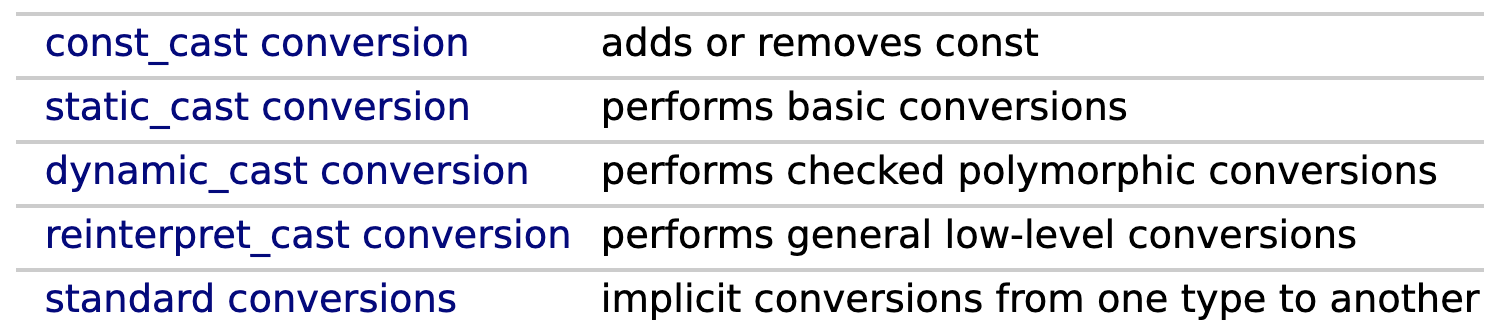 const_cast conversion adds or removes const
static_cast conversion performs basic conversions
dynamic_cast conversion performs checked polymorphic conversions
reinterpret_cast conversion performs general low-level conversions
standard conversions implicit conversions from one type to another